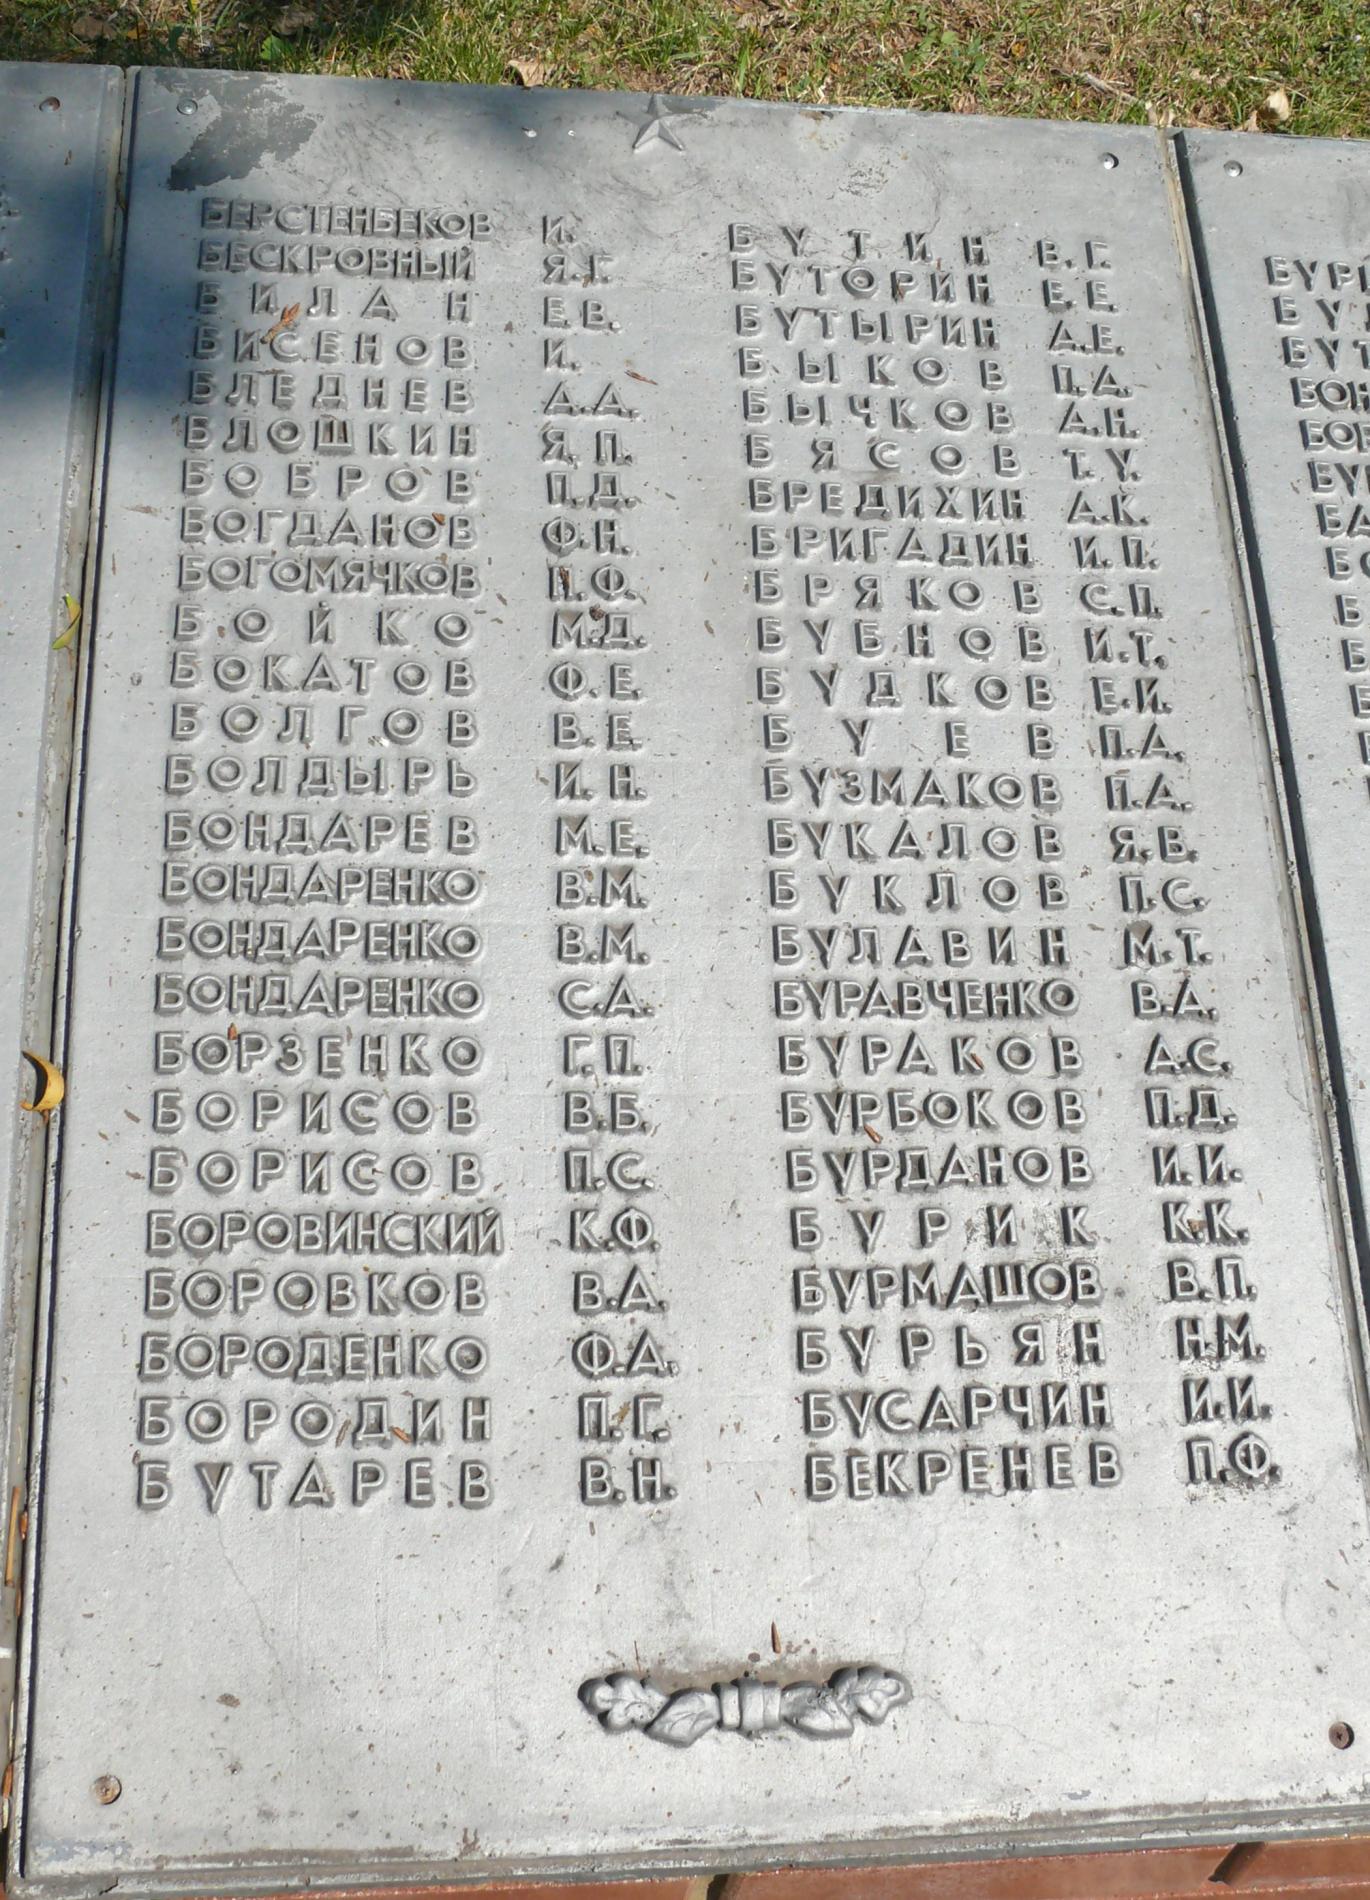 БЕРСТЕНБЕКОВ И.
БЕСКРОВНЫЙ Я.Г.
БИЛАН Е.В.
БИСЕНОВ И.
БЛЕДНЕВ А.А.
БЛОШКИН Я.П.
БОБРОВ П.Д.
БОГДАНОВ Ф.Н.
БОГОМЯЧКОВ П.Ф.
БОЙКО М.Д.
БОКАТОВ Ф.Е.
БОЛГОВ В.Е.
БОЛДЫРЬ И.Н.
БОНДАРЕВ М.Е.
БОНДАРЕНКО В.М.
БОНДАРЕНКО В.М.
БОНДАРЕНКО С.А.
БОРЗЕНКО Г.П.
БОРИСОВ В.Б.
БОРИСОВ П.С.
БОРОВИНСКИЙ К.Ф.
БОРОВКОВ В.А.
БОРОДЕНКО Ф.А.
БОРОДИН П.Г.
БУТАРЕВ В.Н.
БУТИН В.Г.
БУТОРИН Е.Е.
БУТЫРИН А.Е.
БЫКОВ П.А.
БЫЧКОВ А.Н.
БЯСОВ Т.У.
БРЕДИХИН А.К.
БРИГАДИН И.П.
БРЯКОВ С.П.
БУБНОВ И.Т.
БУДКОВ Е.И.
БУЕВ П.А.
БУЗМАКОВ П.А.
БУКАЛОВ Я.В.
БУКЛОВ П.С.
БУЛАВИН М.Т.
БУРАВЧЕНКО В.А.
БУРАКОВ А.С.
БУРБОКОВ П.Д.
БУРДАНОВ И.И.
БУРИК К.К.
БУРМАШОВ В.П.
БУРЬЯН Н.М.
БУСАРЧИН И.И.
БЕКРЕНЕВ П.Ф.